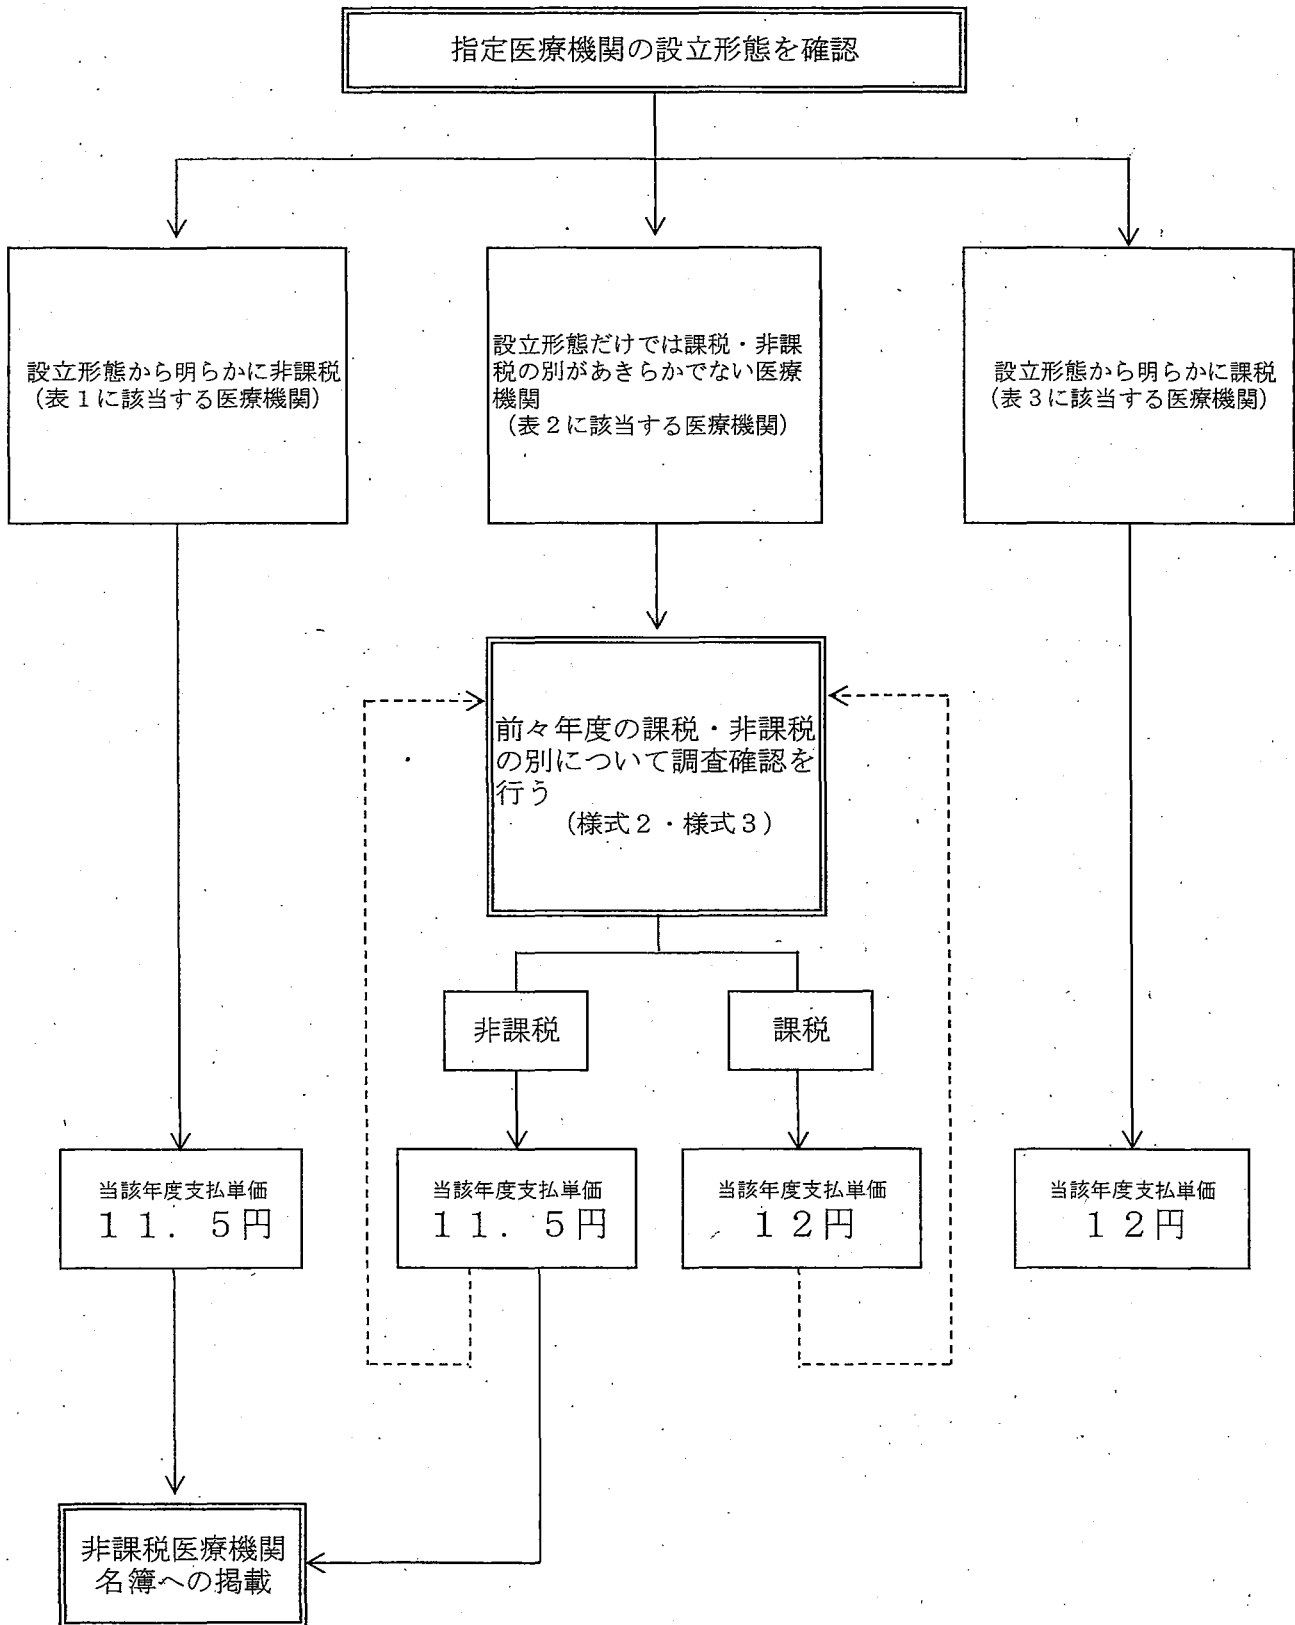 指定医療機関の設立形態を確認
設立形態から明らかに非課税
(表1に該当する医療機関)
設立形態だけでは課税・非課
税の別があきらかでない医療
機関
(表2に該当する医療機関)
設立形態から明らかに課税
(表3に該当する医療機関)
前々年度の課税・非課税
の別について調査確認を
行う
(様式2・様式3)
非課税
課税
当該年度支払単価
11.5円
当該年度支払単価
11.5円
当該年度支払単価
12円
当該年度支払単価
12円
非課税医療機関
名簿への掲載